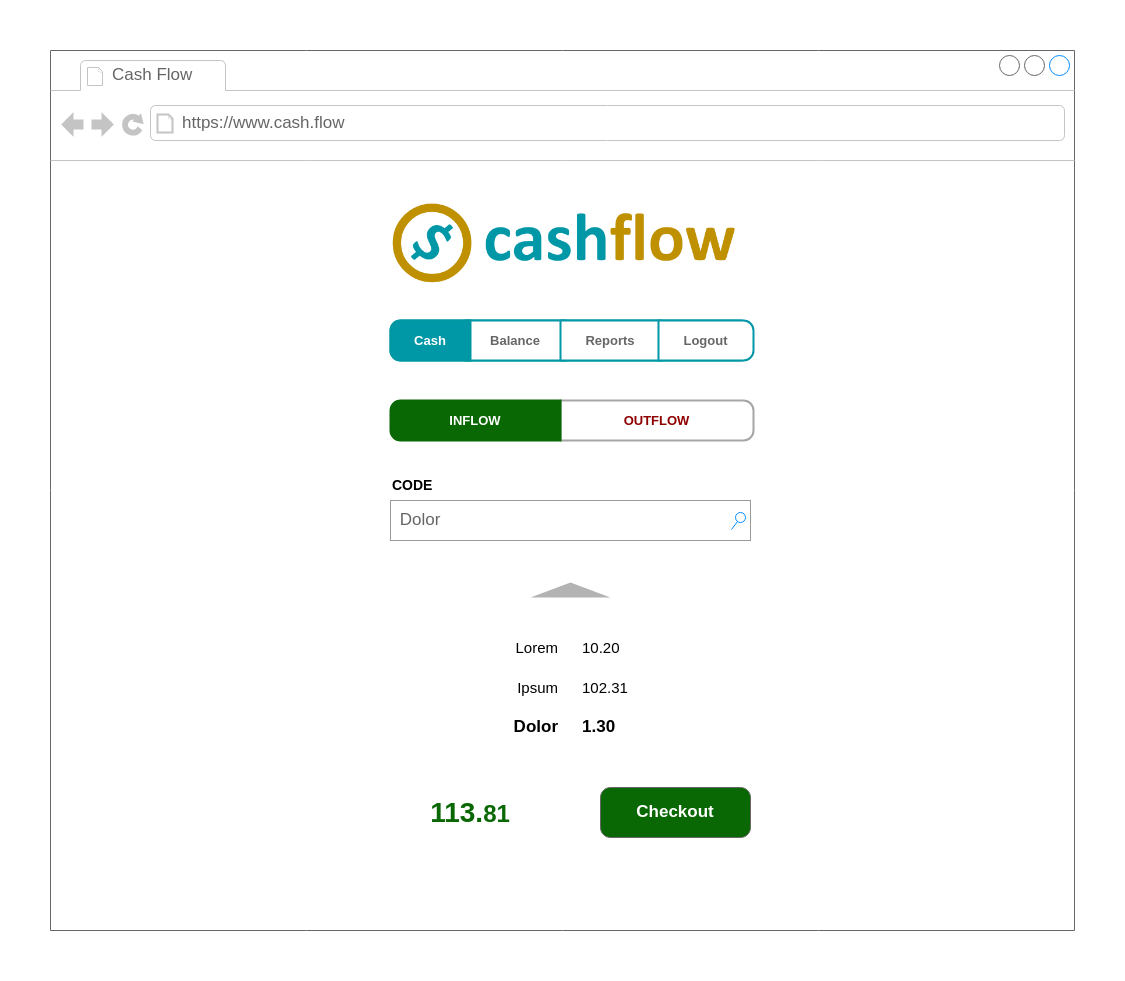 Cash Flow
https://www.cash.flow
$ cashflow
Cash Balance Reports Logout
INFLOW OUTFLOW
CODE
Dolor
Lorem 10.20
Ipsum 102.31
Dolor 1.30
113.81 Checkout